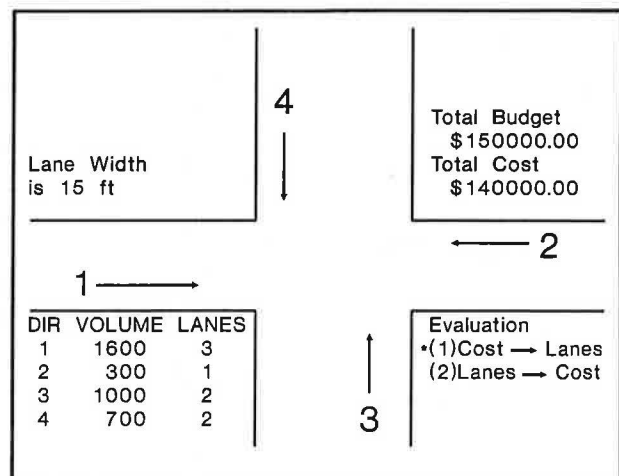 4
Total Budget
$150000.00
Total Cost
$140000.00
Lane Width
is 15 ft
2
1
DIR VOLUME LANES
1 1600 3
2 300 1
3 1000 2
4 700 2
Evaluation
*(1)Cost → Lanes
(2)Lanes → Cost
3